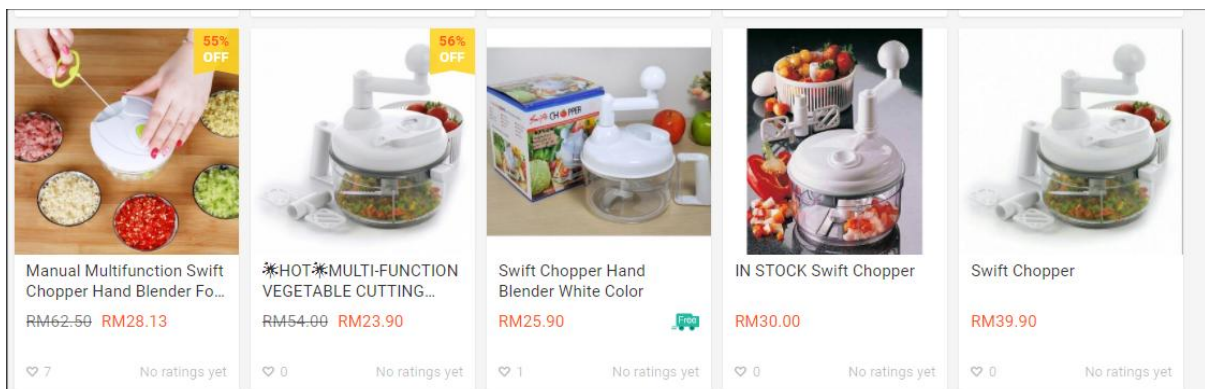 55%
OFF
56%
OFF
CHOPPER
Manual Multifunction Swift
Chopper Hand Blender Fo...
RM62.50 RM28.13
7 No ratings yet
HOT MULTI-FUNCTION
VEGETABLE CUTTING...
RM54.00 RM23.90
0 No ratings yet
Swift Chopper Hand
Blender White Color
RM25.90 Free
1 No ratings yet
IN STOCK Swift Chopper
RM30.00
0 No ratings yet
Swift Chopper
RM39.90
0 No ratings yet